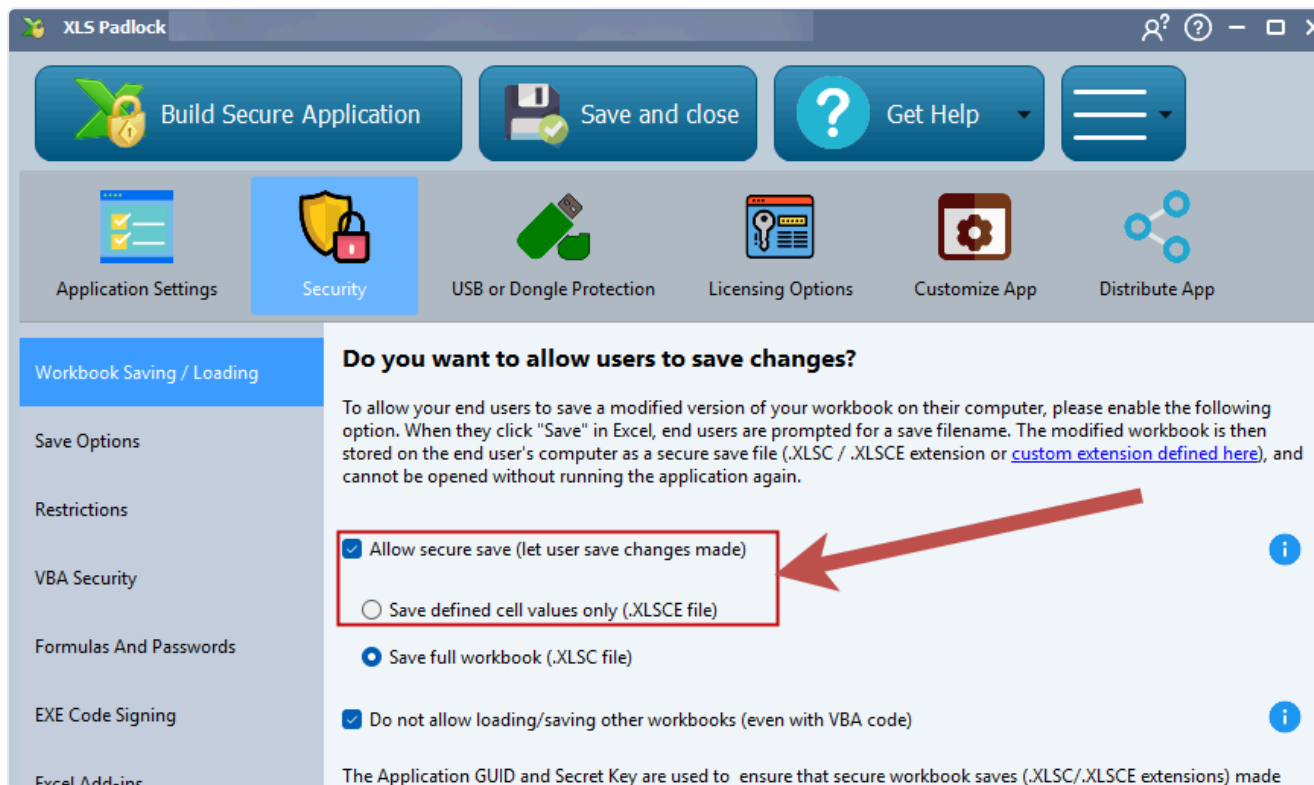 XLS Padlock
Build Secure Application
Save and close
Get Help
Application Settings
Security
USB or Dongle Protection
Licensing Options
Customize App
Distribute App
Workbook Saving / Loading
Save Options
Restrictions
VBA Security
Formulas And Passwords
EXE Code Signing
Excel Add-ins
Do you want to allow users to save changes?
To allow your end users to save a modified version of your workbook on their computer, please enable the following
option. When they click "Save" in Excel, end users are prompted for a save filename. The modified workbook is then
stored on the end user's computer as a secure save file (.XLSC / .XLSCE extension or custom extension defined here), and
cannot be opened without running the application again.
Allow secure save (let user save changes made)
Save defined cell values only (.XLSCE file)
Save full workbook (.XLSC file)
Do not allow loading/saving other workbooks (even with VBA code)
The Application GUID and Secret Key are used to ensure that secure workbook saves (.XLSC/.XLSCE extensions) made